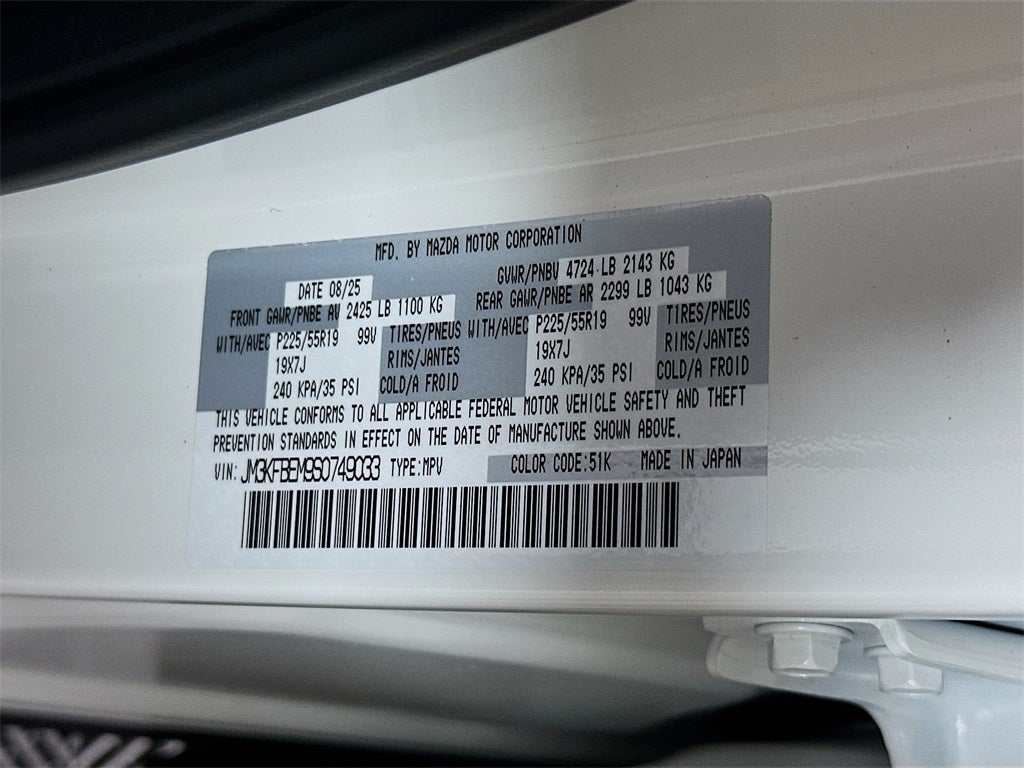 MFD. BY MAZDA MOTOR CORPORATION
DATE 08/25 GVWR/PNBV 4724 LB 2143 KG
FRONT GAWR/PNBE AV 2425 LB 1100 KG REAR GAWR/PNBE AR 2299 LB 1043 KG
WITH/AVEC P225/55R19 99V TIRES/PNEUS WITH/AVEC P225/55R19 99V TIRES/PNEUS
19X7J RIMS/JANTES 19X7J RIMS/JANTES
240 KPA/35 PSI COLD/A FROID 240 KPA/35 PSI COLD/A FROID
THIS VEHICLE CONFORMS TO ALL APPLICABLE FEDERAL MOTOR VEHICLE SAFETY AND THEFT
PREVENTION STANDARDS IN EFFECT ON THE DATE OF MANUFACTURE SHOWN ABOVE.
VIN: JM3KFBEM9S0749033 TYPE:MPV COLOR CODE:51K MADE IN JAPAN